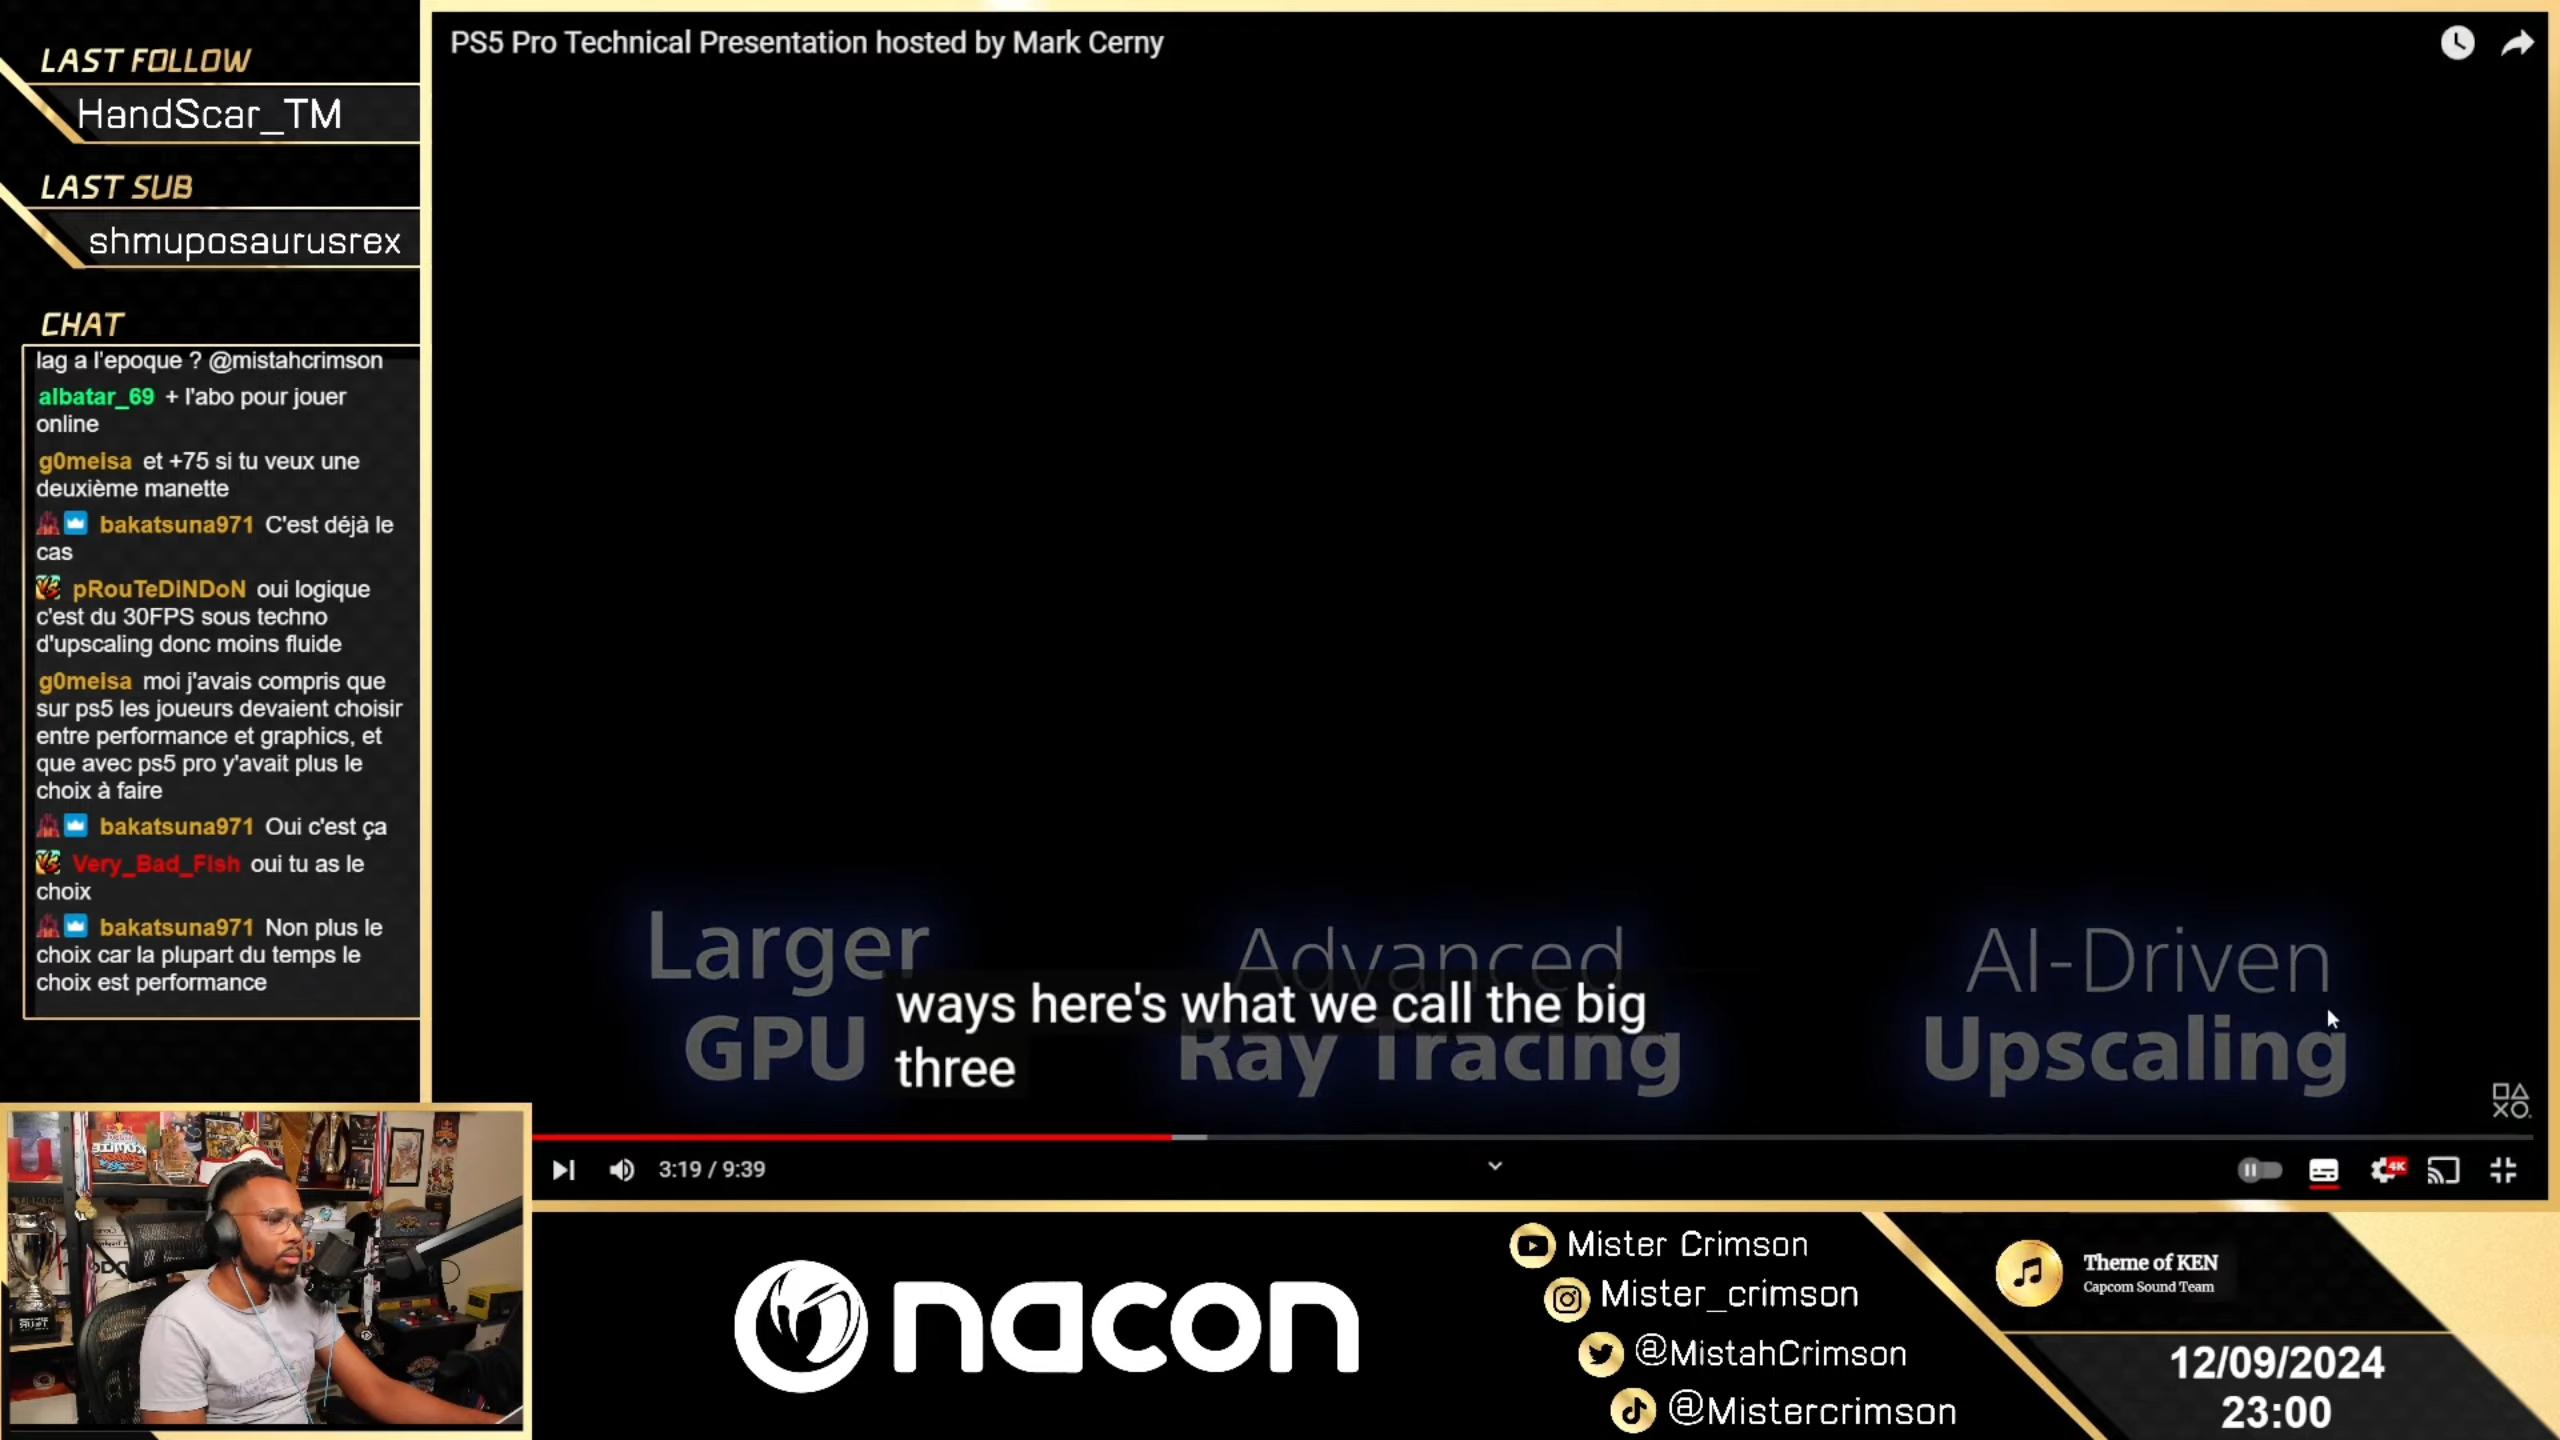 LAST FOLLOW
HandScar_TM
LAST SUB
shmuposaurusrex
CHAT
lag a l'epoque ? @mistahcrimson
albatar_69 + l'abo pour jouer
online
g0meisa et +75 si tu veux une
deuxième manette
bakatsuna971 C'est déjà le
cas
pRouTeDiNDoN oui logique
c'est du 30FPS sous techno
d'upscaling donc moins fluide
g0meisa moi j'avais compris que
sur ps5 les joueurs devaient choisir
entre performance et graphics, et
que avec ps5 pro y'avait plus le
choix à faire
bakatsuna971 Oui c'est ça
Very_Bad_Fish oui tu as le
choix
bakatsuna971 Non plus le
choix car la plupart du temps le
choix est performance
PS5 Pro Technical Presentation hosted by Mark Cerny
Larger
GPU
Advanced
Ray Tracing
AI-Driven
Upscaling
ways here's what we call the big
three
3:19 / 9:39
4K
nacon
Mister Crimson
Mister_crimson
@MistahCrimson
@Mistercrimson
Theme of KEN
Capcom Sound Team
12/09/2024
23:00